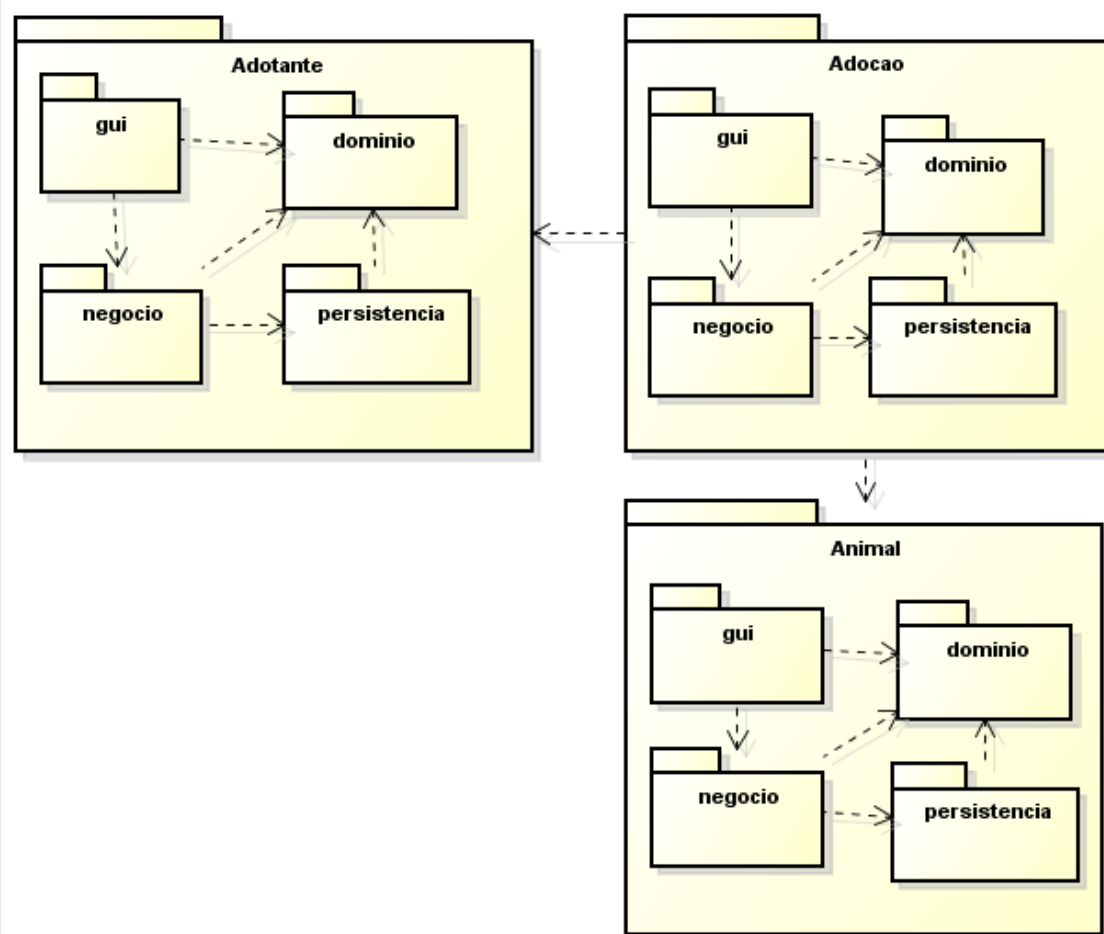 Adotante
gui
dominio
negocio
persistencia
Adocao
gui
dominio
negocio
persistencia
Animal
gui
dominio
negocio
persistencia